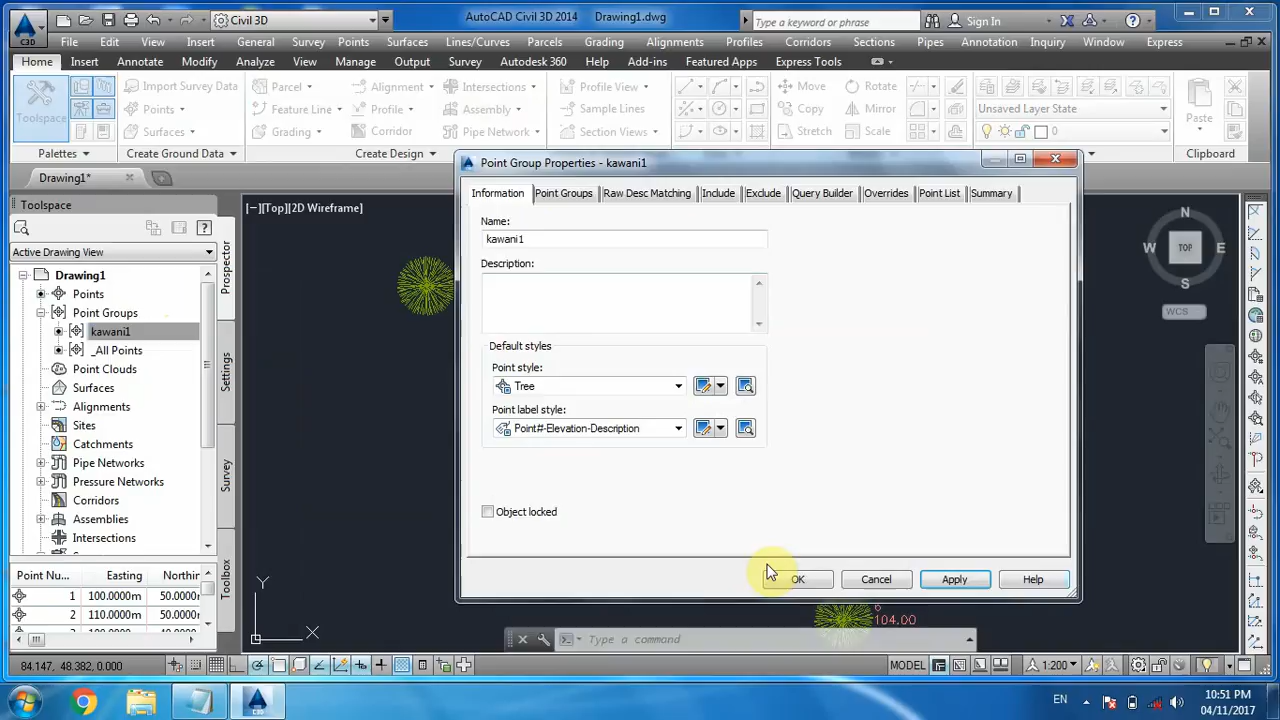 C3D
Civil 3D
AutoCAD Civil 3D 2014 Drawing1.dwg
Type a keyword or phrase
Sign In
File Edit View Insert General Survey Points Surfaces Lines/Curves Parcels Grading Alignments Profiles Corridors Sections Pipes Annotation Inquiry Window Express
Home Insert Annotate Modify Analyze View Manage Output Survey Autodesk 360 Help Add-ins Featured Apps Express Tools
Toolspace
Import Survey Data
Points
Surfaces
Parcel
Feature Line
Grading
Alignment
Profile
Corridor
Intersections
Assembly
Pipe Network
Profile View
Sample Lines
Section Views
Move
Copy
Stretch
Rotate
Mirror
Scale
Unsaved Layer State
0
Paste
Palettes
Create Ground Data
Create Design
Clipboard
Drawing1*
Toolspace
Active Drawing View
Drawing1
Points
Point Groups
kawani1
_All Points
Point Clouds
Surfaces
Alignments
Sites
Catchments
Pipe Networks
Pressure Networks
Corridors
Assemblies
Intersections
Prospector
Settings
Survey
Toolbox
Point Nu... Easting Northin
1 100.0000m 50.0000
2 110.0000m 50.0000
[−][Top][2D Wireframe]
Point Group Properties - kawani1
Information Point Groups Raw Desc Matching Include Exclude Query Builder Overrides Point List Summary
Name:
kawani1
Description:
Default styles
Point style:
Tree
Point label style:
Point#-Elevation-Description
Object locked
OK Cancel Apply Help
N
W TOP E
S
WCS
Y
X
104.00
Type a command
84.147, 48.382, 0.000
MODEL
1:200
EN
10:51 PM
04/11/2017